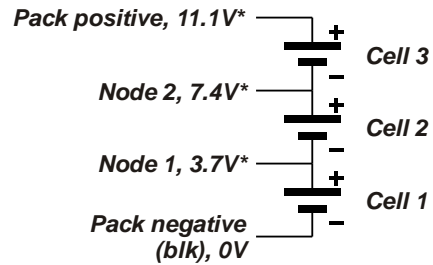 Pack positive, 11.1V*
+
Cell 3
–
Node 2, 7.4V*
+
Cell 2
–
Node 1, 3.7V*
+
Cell 1
–
Pack negative
(blk), 0V